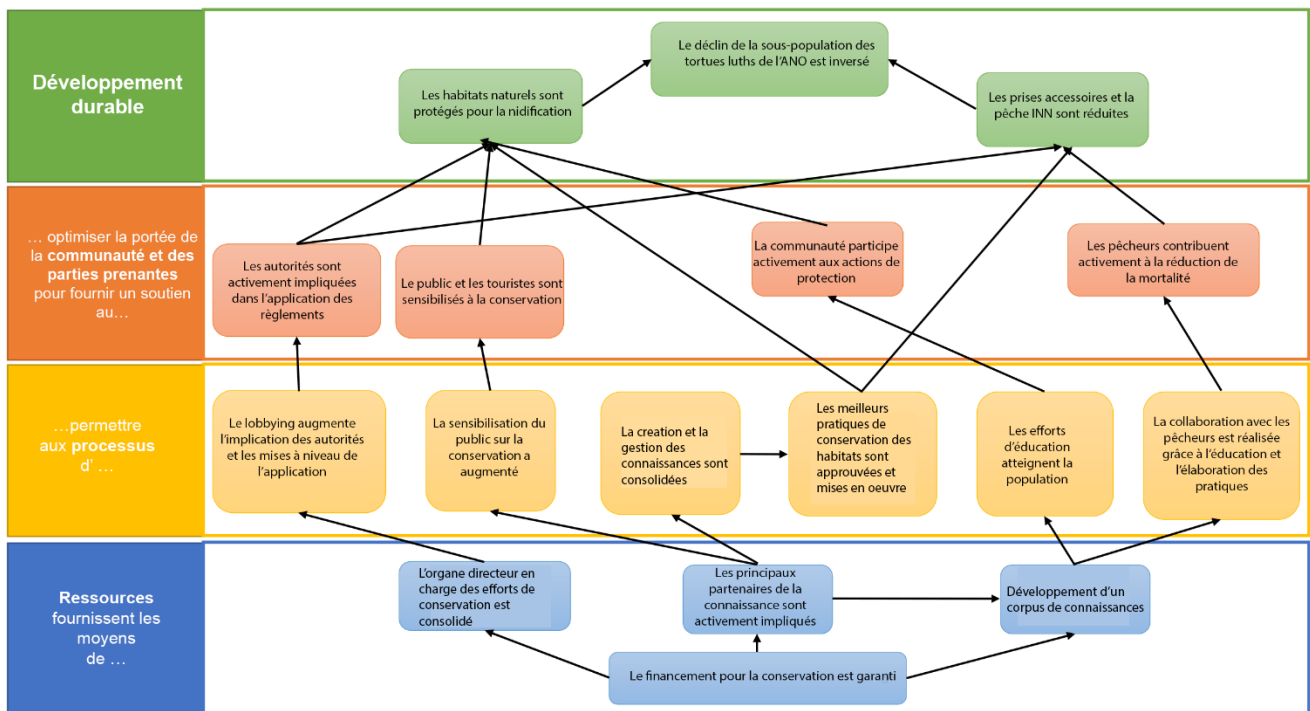 Développement
durable
Le déclin de la sous-population des
tortues luths de l'ANO est inversé
Les habitats naturels sont
protégés pour la nidification
Les prises accessoires et la
pêche INN sont réduites
… optimiser la portée de
la communauté et des
parties prenantes
pour fournir un soutien
au…
Les autorités sont
activement impliquées
dans l'application des
règlements
Le public et les touristes sont
sensibilisés à la conservation
La communauté participe
activement aux actions de
protection
Les pêcheurs contribuent
activement à la réduction de
la mortalité
…permettre
aux processus
d' …
Le lobbying augmente
l'implication des autorités
et les mises à niveau de
l'application
La sensibilisation du
public sur la
conservation a
augmenté
La creation et la
gestion des
connaissances sont
consolidées
Les meilleurs
pratiques de
conservation des
habitats sont
approuvées et
mises en oeuvre
Les efforts
d'éducation
atteignent la
population
La collaboration avec les
pêcheurs est réalisée
grâce à l'éducation et
l'élaboration des
pratiques
Ressources
fournissent les
moyens
de …
L'organe directeur en
charge des efforts de
conservation est
consolidé
Les principaux
partenaires de la
connaissance sont
activement impliqués
Développement d'un
corpus de connaissances
Le financement pour la conservation est garanti